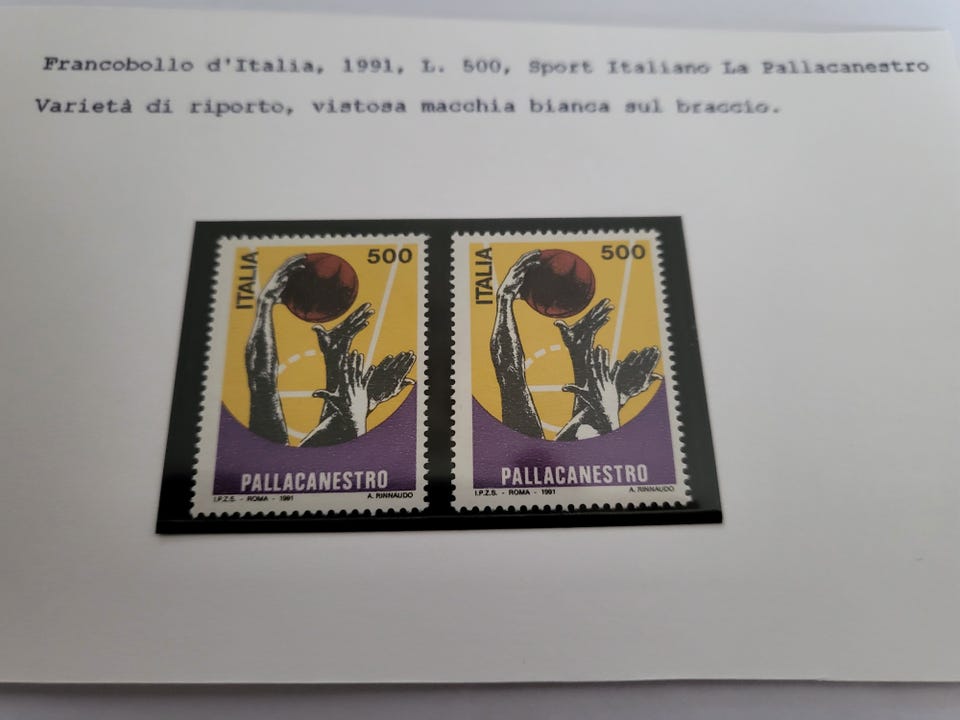 Francobollo d'Italia, 1991, L. 500, Sport Italiano La Pallacanestro
Varietà di riporto, vistosa macchia bianca sul braccio.
ITALIA
500
PALLACANESTRO
I.P.Z.S. - ROMA - 1991 A. RINNAUDO
ITALIA
500
PALLACANESTRO
I.P.Z.S. - ROMA - 1991 A. RINNAUDO